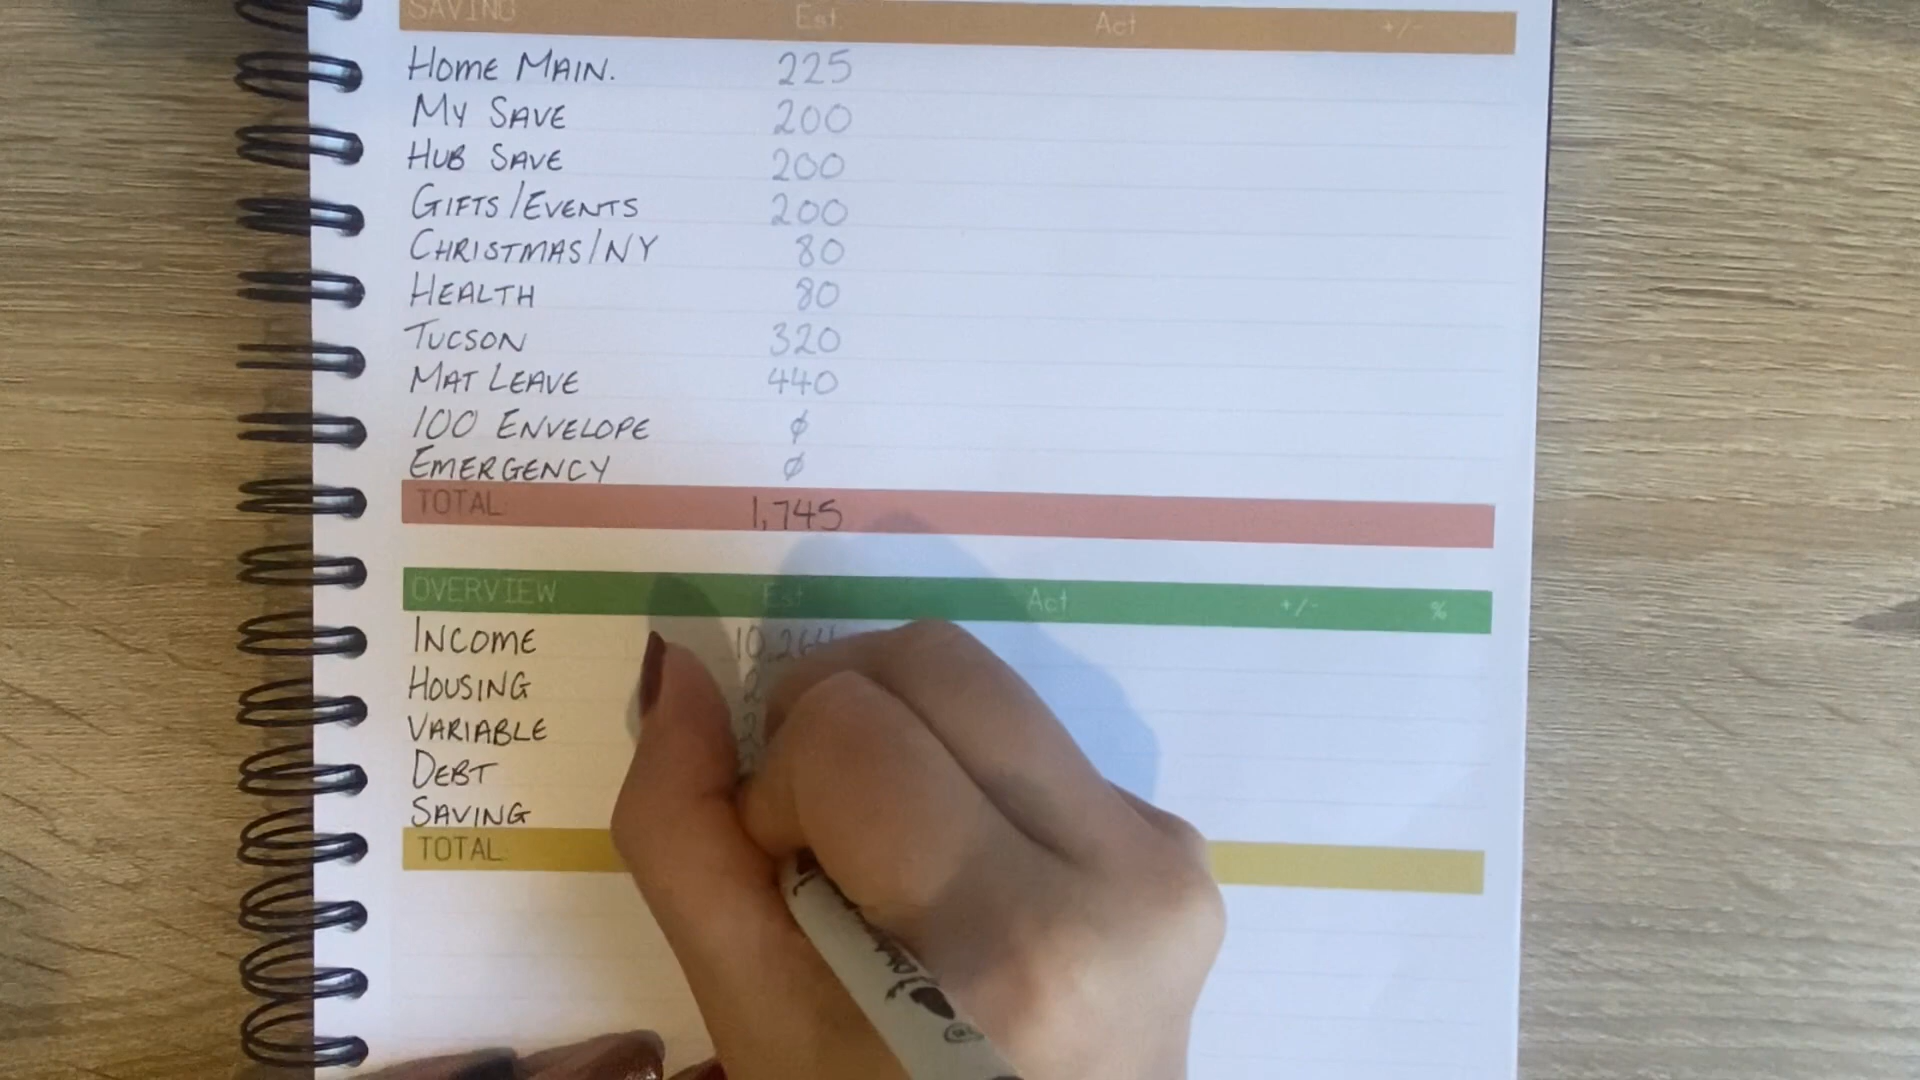 SAVING Est Act +/-
HOME MAIN. 225
MY SAVE 200
HUB SAVE 200
GIFTS/EVENTS 200
CHRISTMAS/NY 80
HEALTH 80
TUCSON 320
MAT LEAVE 440
100 ENVELOPE ∅
EMERGENCY ∅
TOTAL 1,745
OVERVIEW Est Act +/- %
INCOME
HOUSING
VARIABLE
DEBT
SAVING
TOTAL